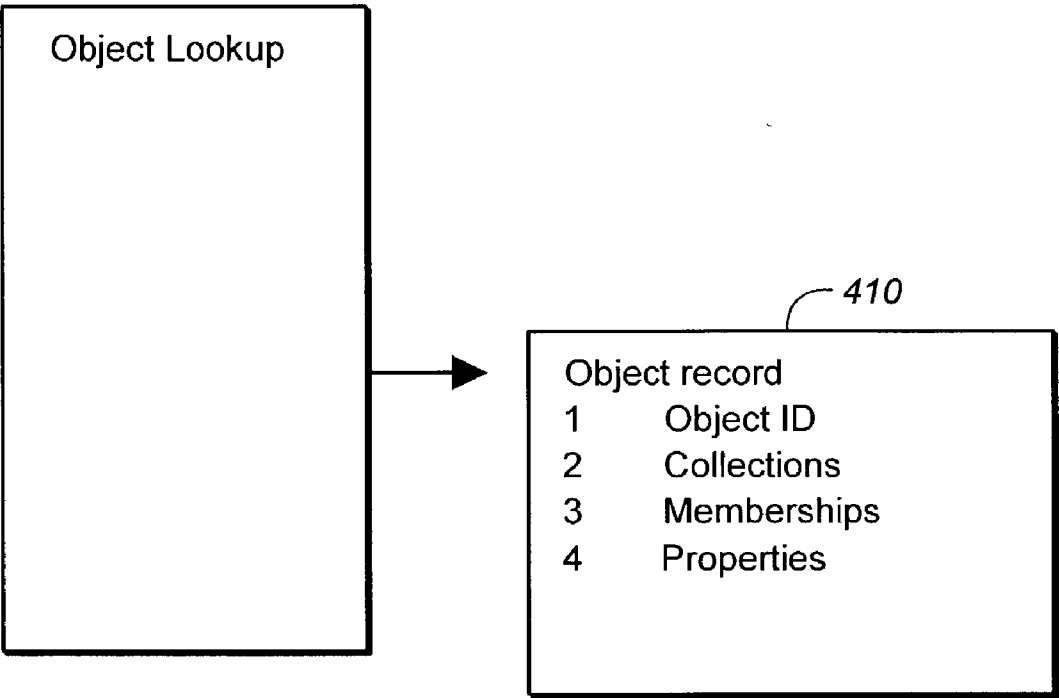 Object Lookup
410
Object record
1 Object ID
2 Collections
3 Memberships
4 Properties